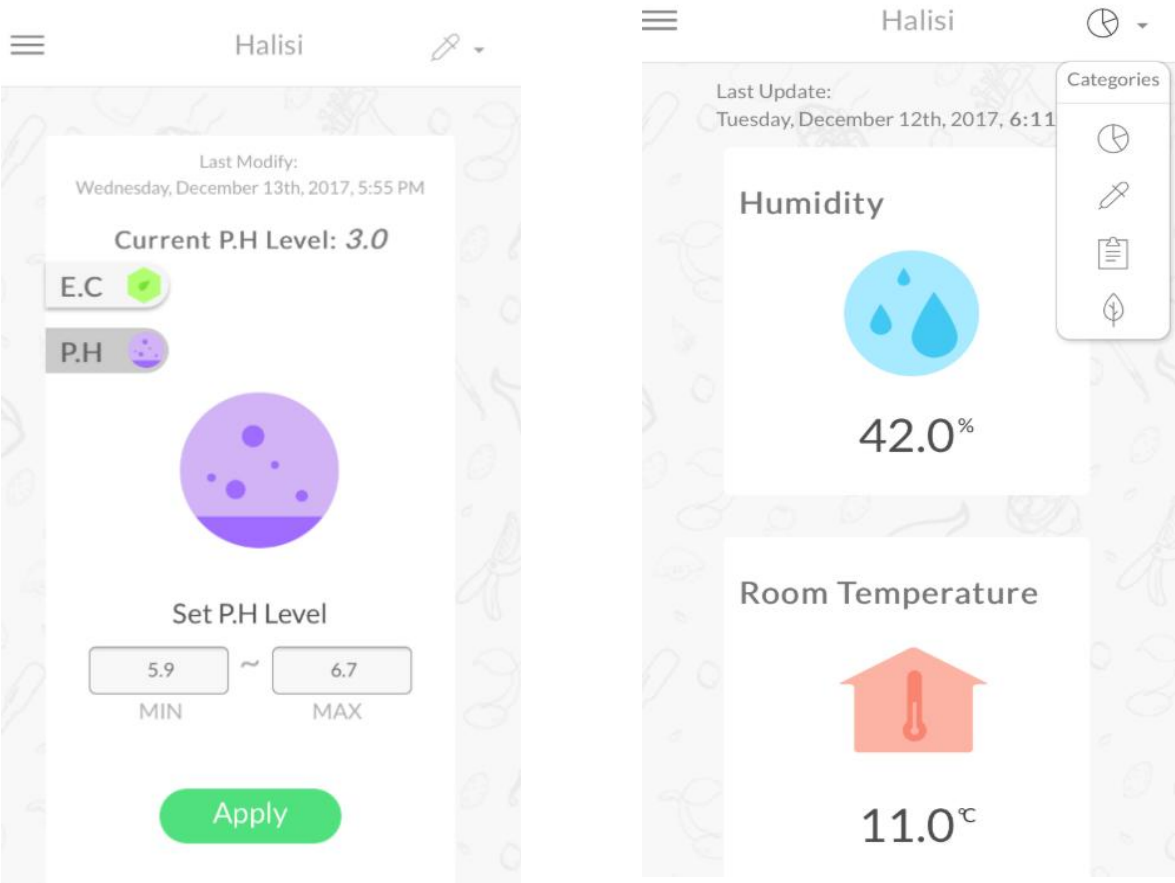 Halisi
Last Modify:
Wednesday, December 13th, 2017, 5:55 PM
Current P.H Level: 3.0
E.C
P.H
Set P.H Level
5.9 ~ 6.7
MIN MAX
Apply
Halisi
Categories
Last Update:
Tuesday, December 12th, 2017, 6:11
Humidity
42.0%
Room Temperature
11.0℃